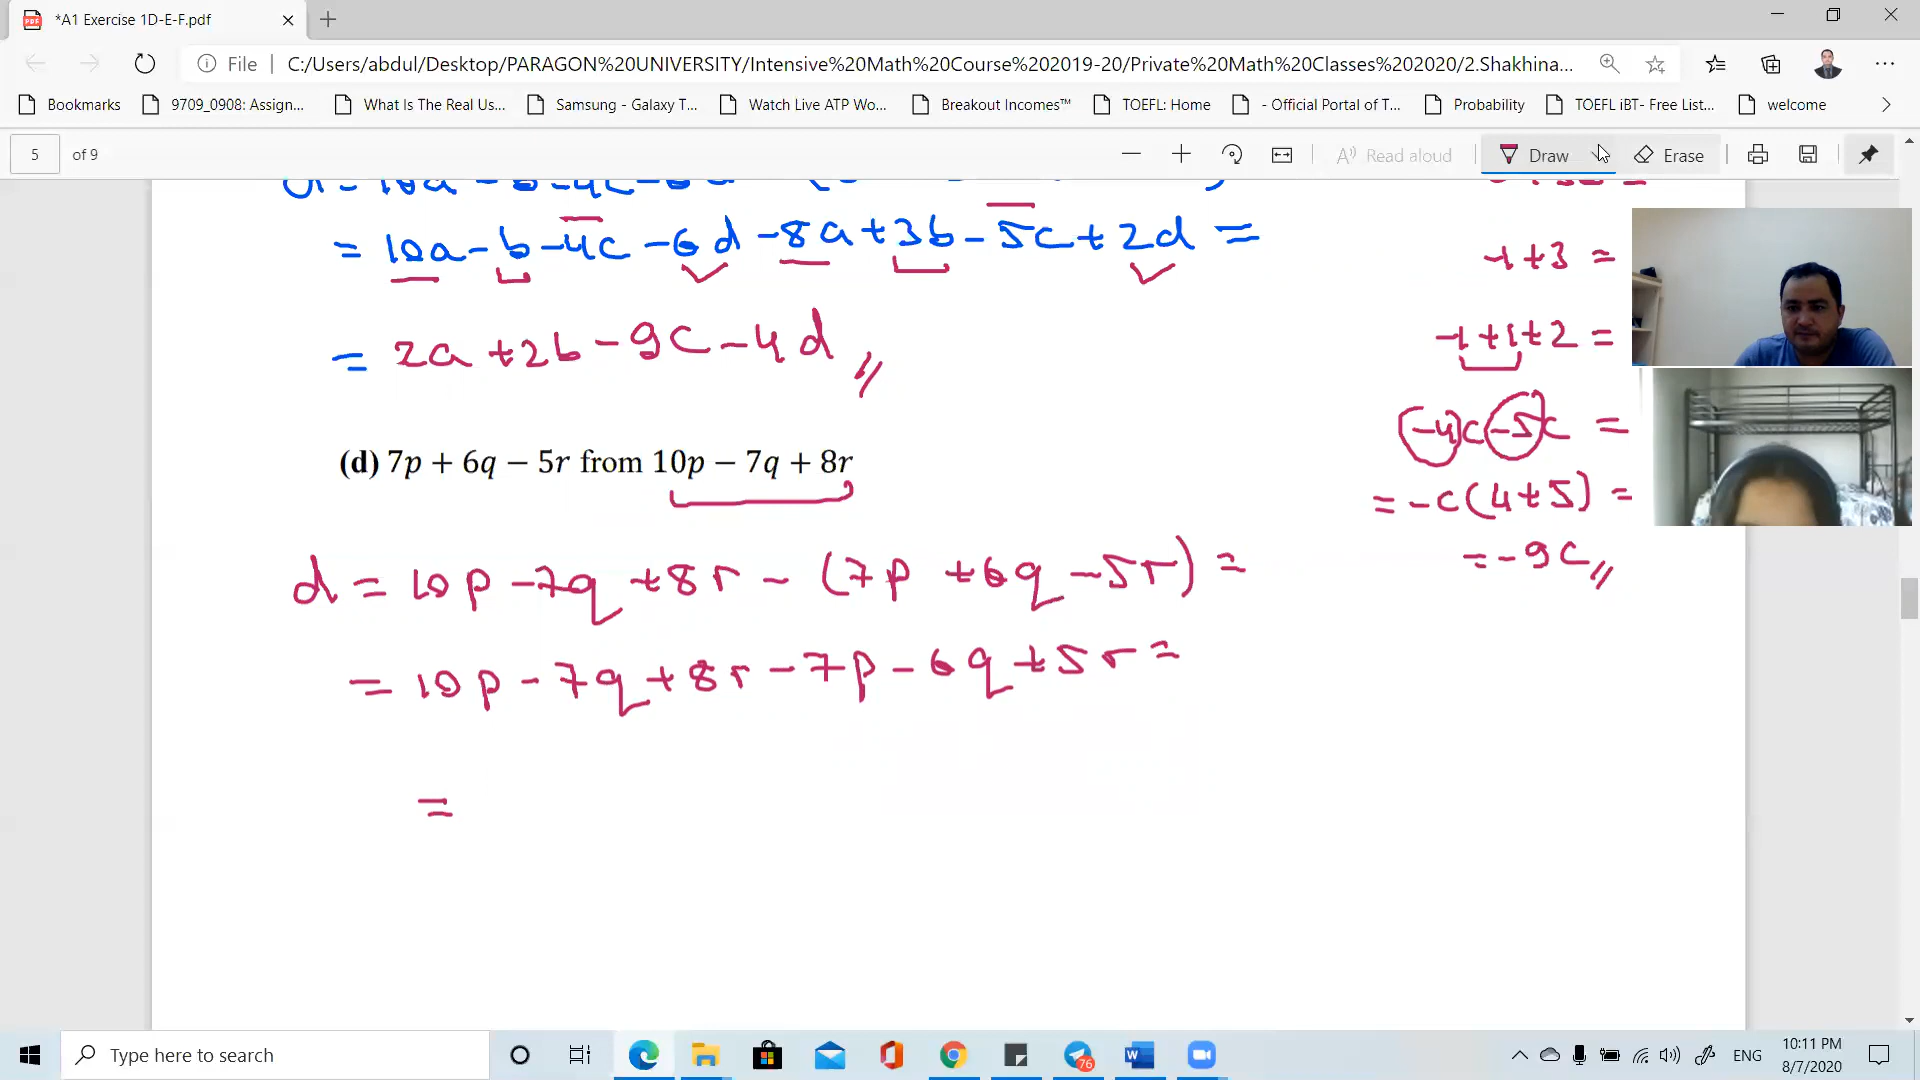 *A1 Exercise 1D-E-F.pdf
File
C:/Users/abdul/Desktop/PARAGON%20UNIVERSITY/Intensive%20Math%20Course%202019-20/Private%20Math%20Classes%202020/2.Shakhina...
Bookmarks 9709_0908: Assign... What Is The Real Us... Samsung - Galaxy T... Watch Live ATP Wo... Breakout Incomes™ TOEFL: Home - Official Portal of T... Probability TOEFL iBT- Free List... welcome
5 of 9 Read aloud Draw Erase
= 10a - b - 4c - 6d - 8a + 3b - 5c + 2d =
-1 + 3 =
= 2a + 2b - 9c - 4d //
-1 + 1 + 2 =
(-4)c (-5)c =
(d) 7p + 6q − 5r from 10p − 7q + 8r
= -c(4+5) =
= -9c //
d = 10p - 7q + 8r - (7p + 6q - 5r) =
= 10p - 7q + 8r - 7p - 6q + 5r =
=
Type here to search
76
ENG
10:11 PM
8/7/2020